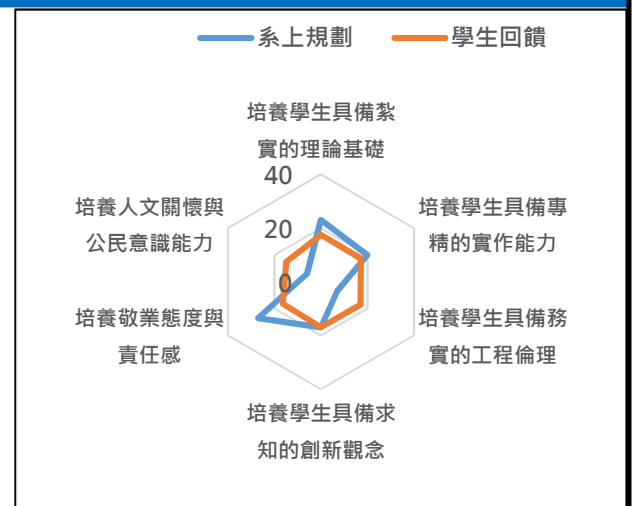 系上規劃
學生回饋
培養學生具備紮
實的理論基礎
40
20
0
培養學生具備專
精的實作能力
培養學生具備務
實的工程倫理
培養學生具備求
知的創新觀念
培養敬業態度與
責任感
培養人文關懷與
公民意識能力